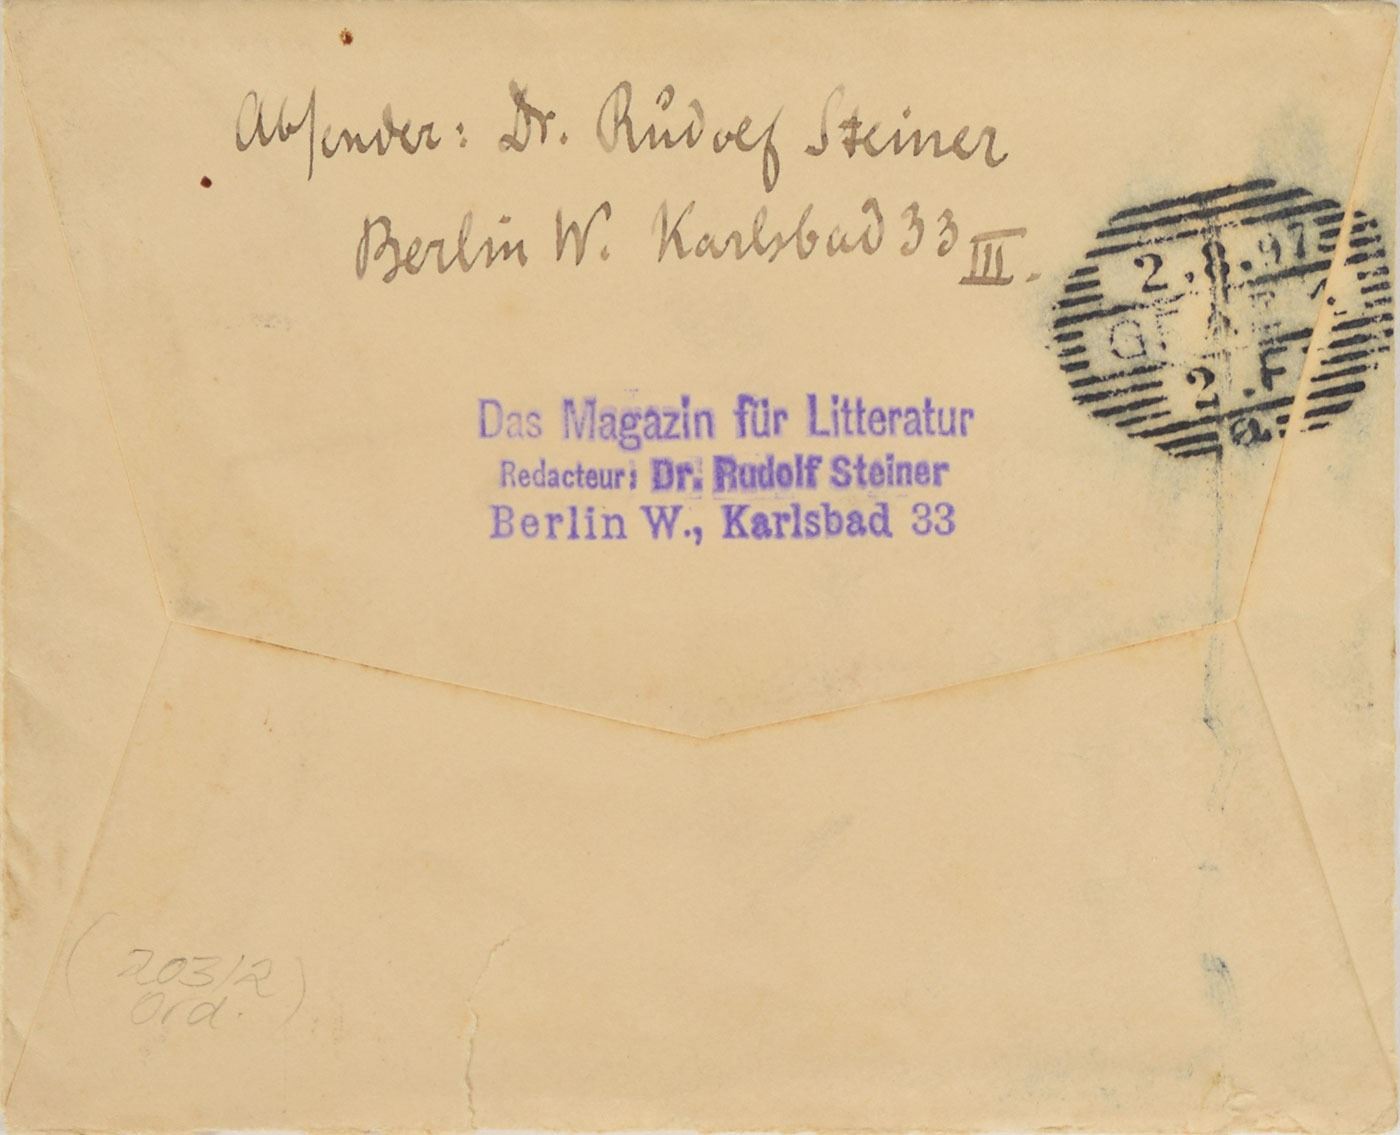 Absender: Dr. Rudolf Steiner
Berlin W. Karlsbad 33 III.
2.8.97
Das Magazin für Litteratur
Redacteur: Dr. Rudolf Steiner
Berlin W., Karlsbad 33
(203/2
Ord.)